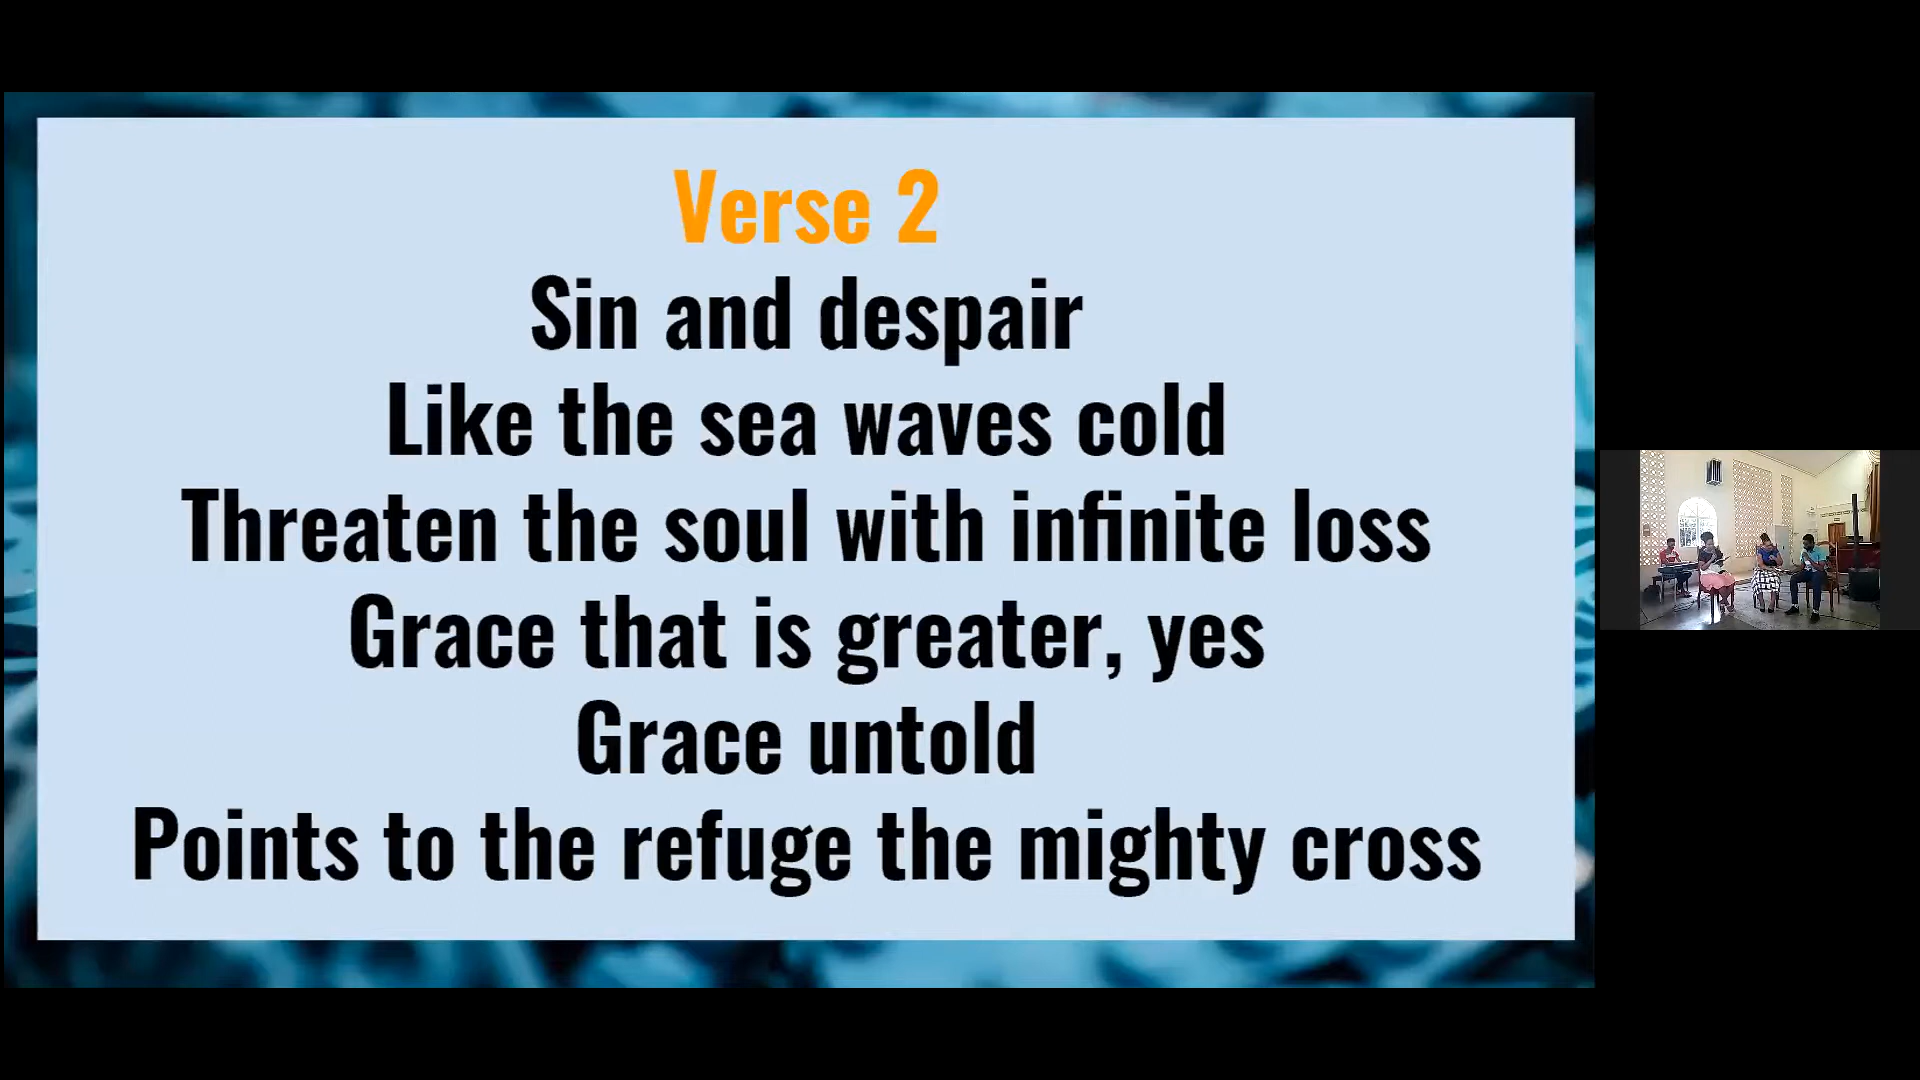 Verse 2
Sin and despair
Like the sea waves cold
Threaten the soul with infinite loss
Grace that is greater, yes
Grace untold
Points to the refuge the mighty cross